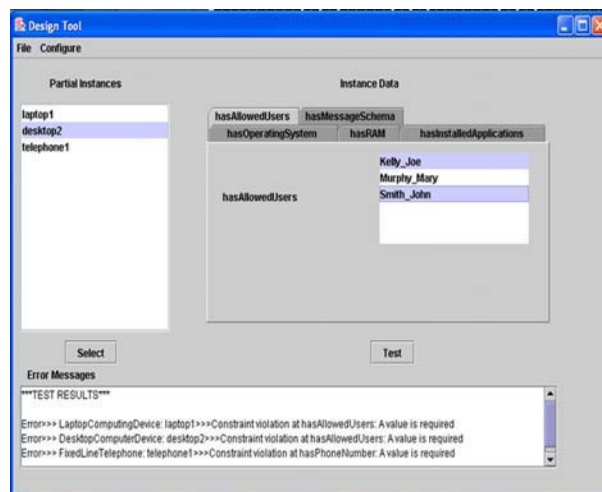 Design Tool
File Configure
Partial Instances
Instance Data
laptop1
desktop2
telephone1
hasAllowedUsers hasMessageSchema
hasOperatingSystem hasRAM hasInstalledApplications
hasAllowedUsers
Kelly_Joe
Murphy_Mary
Smith_John
Select
Test
Error Messages
***TEST RESULTS***
Error>>> LaptopComputingDevice: laptop1>>>Constraint violation at hasAllowedUsers: A value is required
Error>>> DesktopComputerDevice: desktop2>>>Constraint violation at hasAllowedUsers: A value is required
Error>>> FixedLineTelephone: telephone1>>>Constraint violation at hasPhoneNumber: A value is required